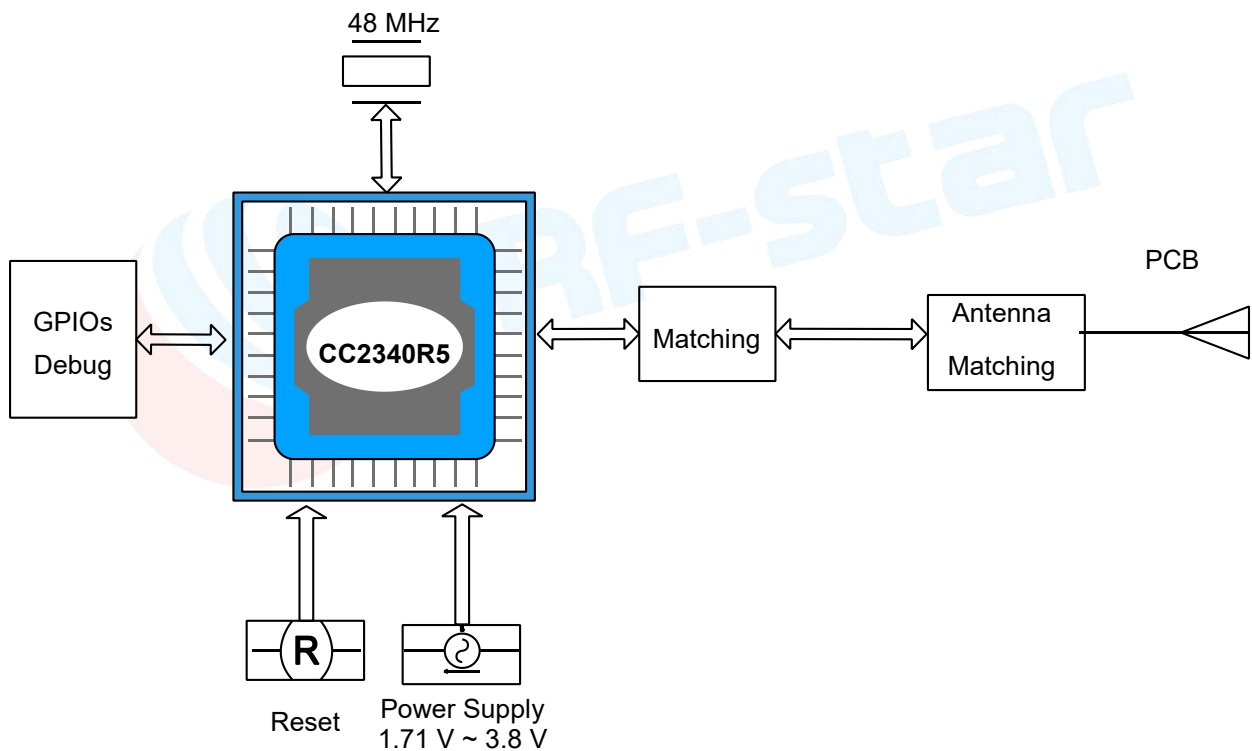 48 MHz
RF-star
PCB
GPIOs
Debug
CC2340R5
Matching
Antenna
Matching
R
Reset
Power Supply
1.71 V ~ 3.8 V